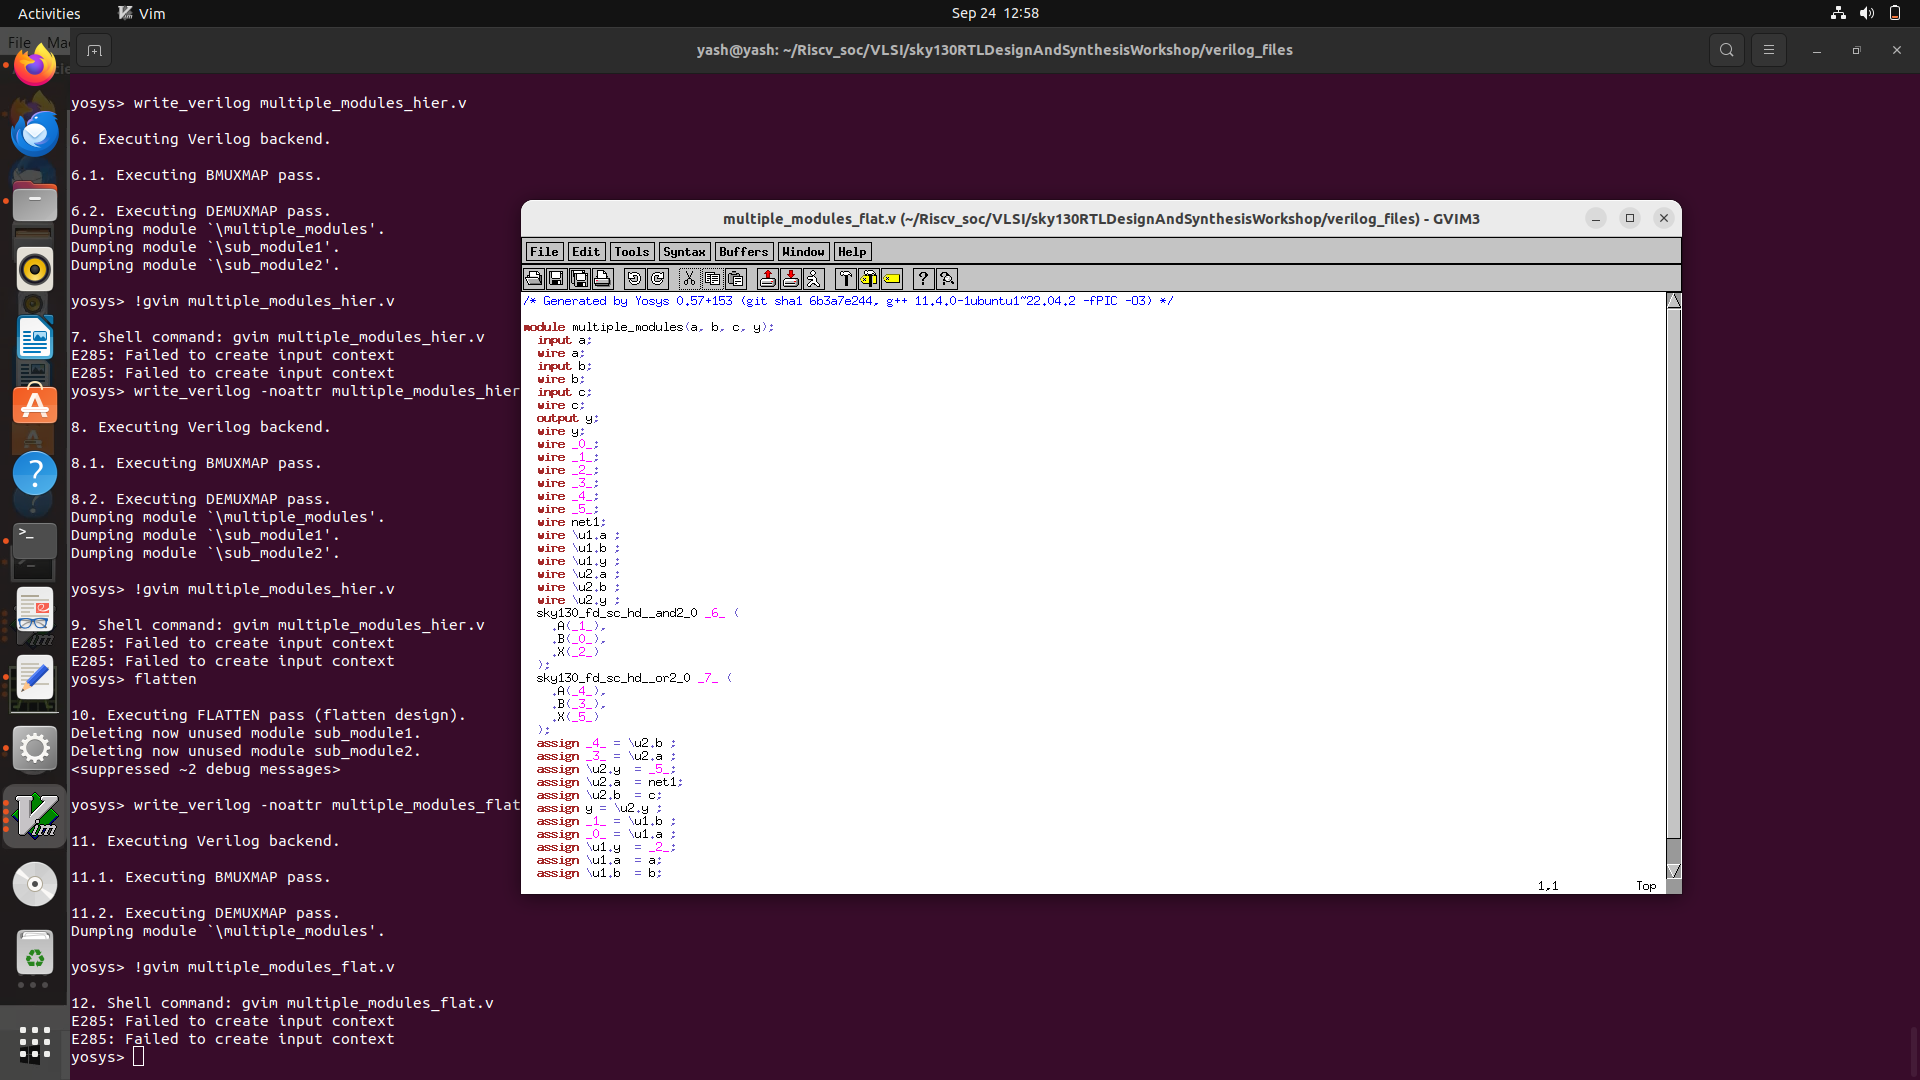 Activities
Vim
Sep 24 12:58
File
yash@yash: ~/Riscv_soc/VLSI/sky130RTLDesignAndSynthesisWorkshop/verilog_files
yosys> write_verilog multiple_modules_hier.v
6. Executing Verilog backend.
6.1. Executing BMUXMAP pass.
6.2. Executing DEMUXMAP pass.
Dumping module `\multiple_modules'.
Dumping module `\sub_module1'.
Dumping module `\sub_module2'.
yosys> !gvim multiple_modules_hier.v
7. Shell command: gvim multiple_modules_hier.v
E285: Failed to create input context
E285: Failed to create input context
yosys> write_verilog -noattr multiple_modules_hier
8. Executing Verilog backend.
8.1. Executing BMUXMAP pass.
8.2. Executing DEMUXMAP pass.
Dumping module `\multiple_modules'.
Dumping module `\sub_module1'.
Dumping module `\sub_module2'.
yosys> !gvim multiple_modules_hier.v
9. Shell command: gvim multiple_modules_hier.v
E285: Failed to create input context
E285: Failed to create input context
yosys> flatten
10. Executing FLATTEN pass (flatten design).
Deleting now unused module sub_module1.
Deleting now unused module sub_module2.
<suppressed ~2 debug messages>
yosys> write_verilog -noattr multiple_modules_flat
11. Executing Verilog backend.
11.1. Executing BMUXMAP pass.
11.2. Executing DEMUXMAP pass.
Dumping module `\multiple_modules'.
yosys> !gvim multiple_modules_flat.v
12. Shell command: gvim multiple_modules_flat.v
E285: Failed to create input context
E285: Failed to create input context
yosys>
multiple_modules_flat.v (~/Riscv_soc/VLSI/sky130RTLDesignAndSynthesisWorkshop/verilog_files) - GVIM3
File Edit Tools Syntax Buffers Window Help
/* Generated by Yosys 0.57+153 (git sha1 6b3a7e244, g++ 11.4.0-1ubuntu1~22.04.2 -fPIC -O3) */
module multiple_modules(a, b, c, y);
input a;
wire a;
input b;
wire b;
input c;
wire c;
output y;
wire y;
wire _0_;
wire _1_;
wire _2_;
wire _3_;
wire _4_;
wire _5_;
wire net1;
wire \u1.a ;
wire \u1.b ;
wire \u1.y ;
wire \u2.a ;
wire \u2.b ;
wire \u2.y ;
sky130_fd_sc_hd__and2_0 _6_ (
.A(_1_),
.B(_0_),
.X(_2_)
);
sky130_fd_sc_hd__or2_0 _7_ (
.A(_4_),
.B(_3_),
.X(_5_)
);
assign _4_ = \u2.b ;
assign _3_ = \u2.a ;
assign \u2.y  = _5_;
assign \u2.a  = net1;
assign \u2.b  = c;
assign y = \u2.y ;
assign _1_ = \u1.b ;
assign _0_ = \u1.a ;
assign \u1.y  = _2_;
assign \u1.a  = a;
assign \u1.b  = b;
1,1 Top